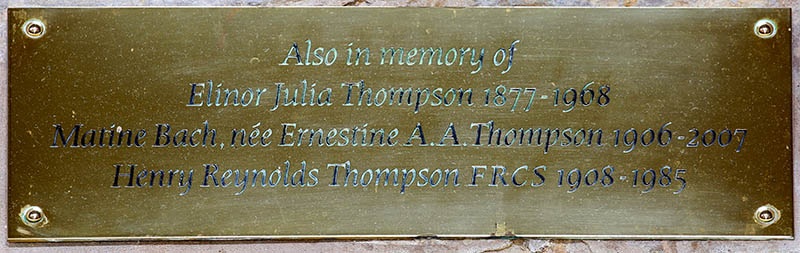 Also in memory of
Elinor Julia Thompson 1877-1968
Matine Bach, née Ernestine A.A.Thompson 1906-2007
Henry Reynolds Thompson FRCS 1908-1985